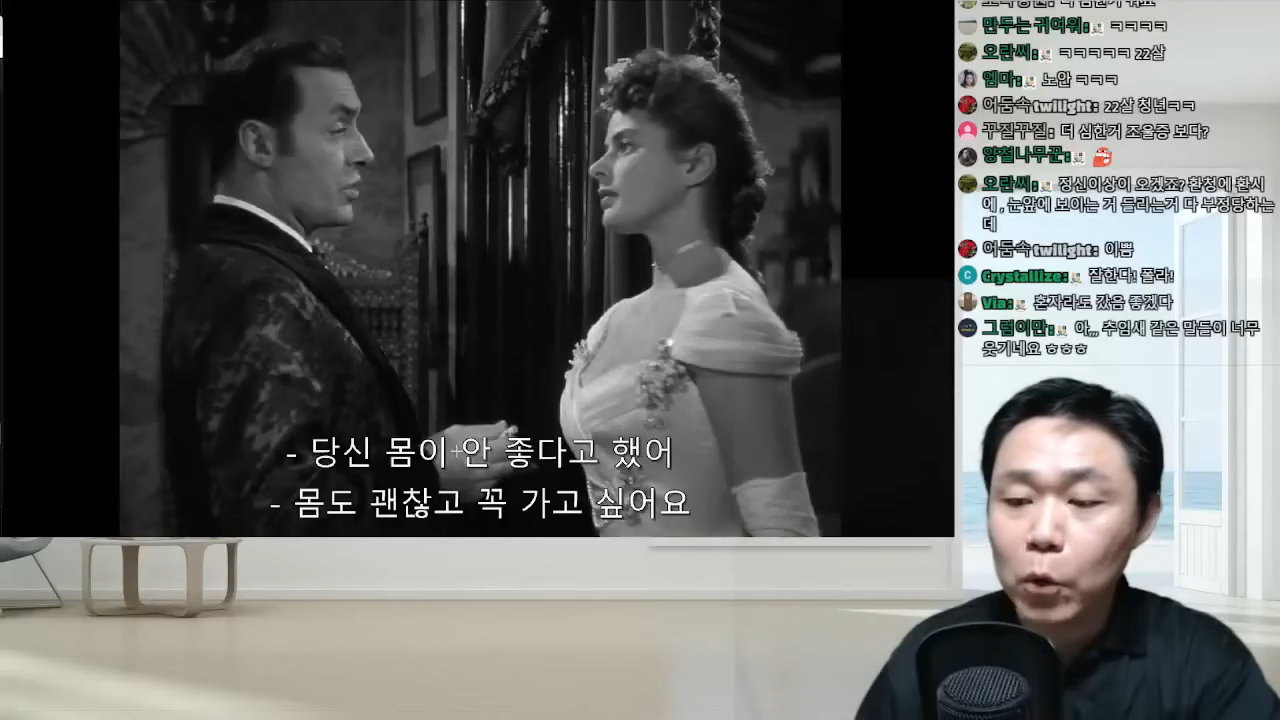 - 당신 몸이 안 좋다고 했어
- 몸도 괜찮고 꼭 가고 싶어요
만두는 귀여워: ㅋㅋㅋㅋ
오란씨: ㅋㅋㅋㅋㅋ 22살
엠마: 노안 ㅋㅋㅋ
어둠속twilight: 22살 청년ㅋㅋ
꾸질꾸질: 더 심한거 조울증 보다?
앙철나무꾼:
오란씨: 정신이상이 오겠죠? 환청에 환시
에 , 눈앞에 보아는 거 들리는거 다 부정당하는
데
어둠속twilight: 이쁨
Crystallize: 잘한다! 폴라!
Via: 혼자라도 갔음 좋겠다
그럼이만: 아,,, 추임새 같은 말들이 너무
웃기네요 ㅎㅎㅎ
C